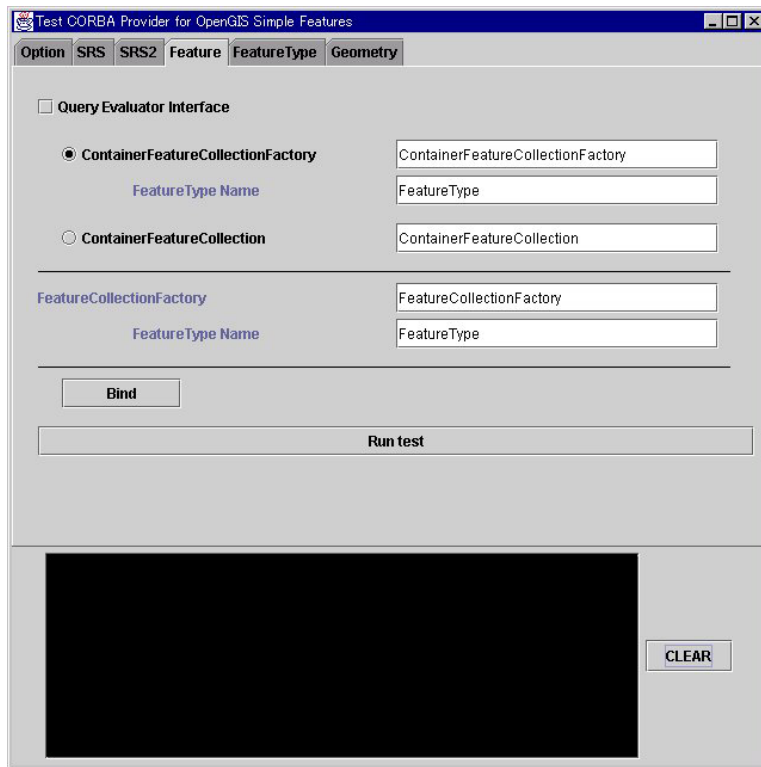 Test CORBA Provider for OpenGIS Simple Features
Option SRS SRS2 Feature FeatureType Geometry
Query Evaluator Interface
ContainerFeatureCollectionFactory ContainerFeatureCollectionFactory
FeatureType Name FeatureType
ContainerFeatureCollection ContainerFeatureCollection
FeatureCollectionFactory FeatureCollectionFactory
FeatureType Name FeatureType
Bind
Run test
CLEAR